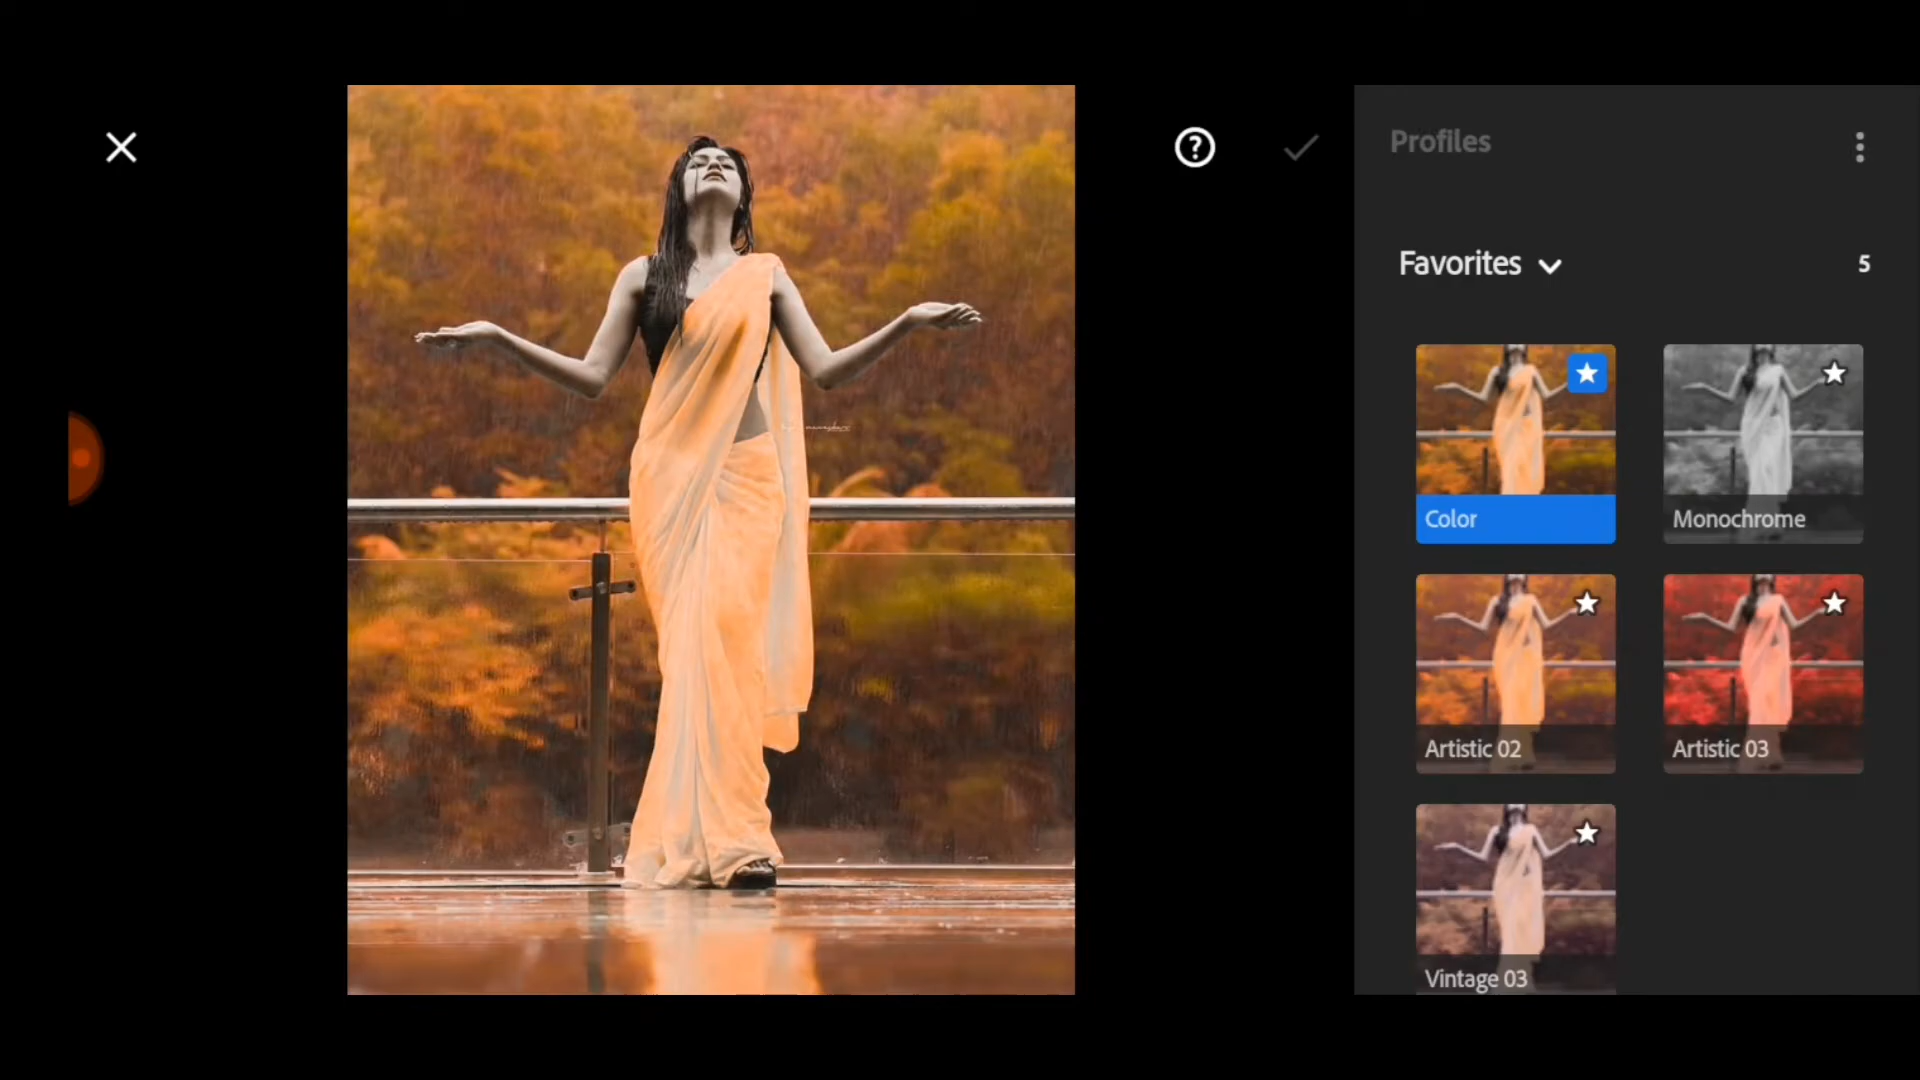 Profiles
Favorites 5
Color
Monochrome
Artistic 02
Artistic 03
Vintage 03